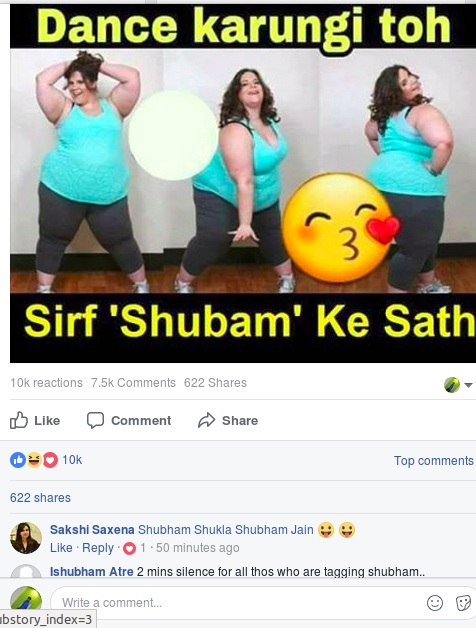 Dance karungi toh
Sirf 'Shubam' Ke Sath
10k reactions 7.5k Comments 622 Shares
Like Comment Share
10k Top comments
622 shares
Sakshi Saxena Shubham Shukla Shubham Jain
Like · Reply · 1 · 50 minutes ago
Ishubham Atre 2 mins silence for all thos who are tagging shubham..
Write a comment...
ubstory_index=3